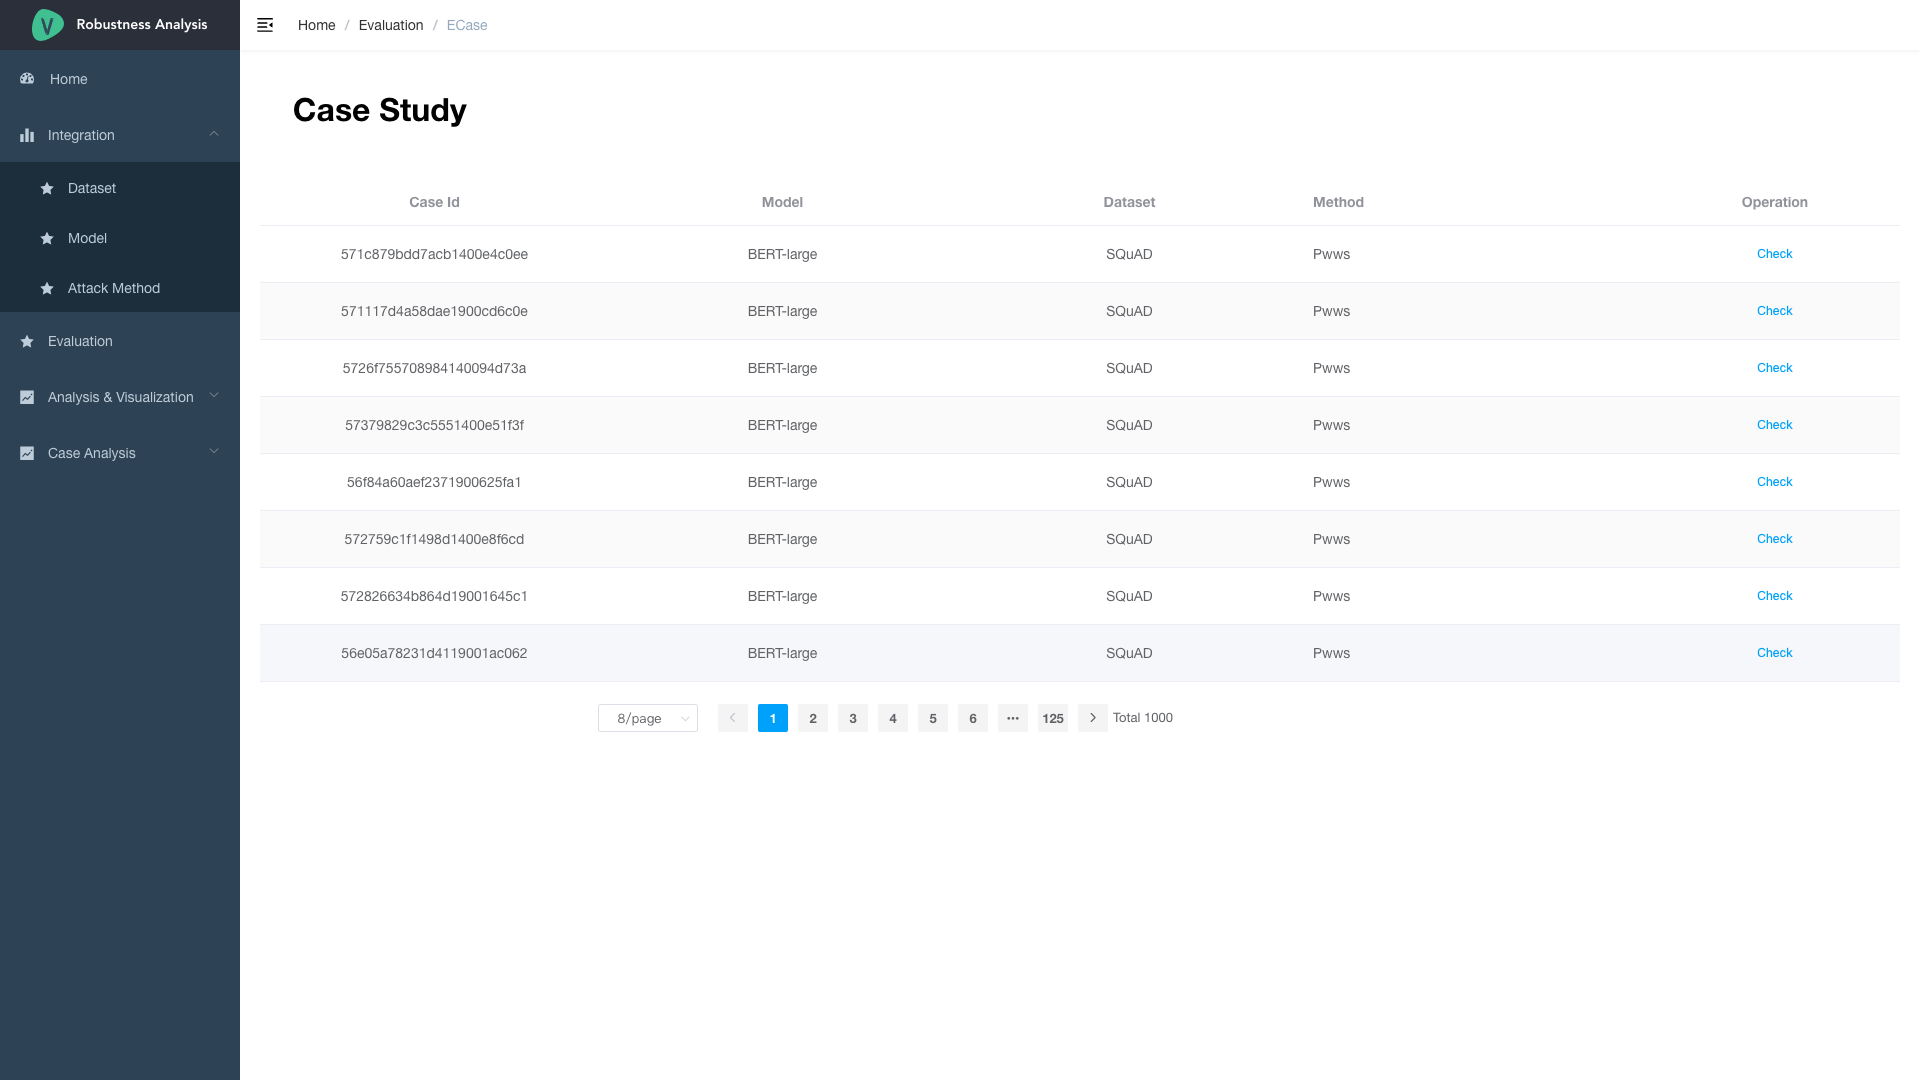 V Robustness Analysis
Home / Evaluation / ECase
Home
Integration
Dataset
Model
Attack Method
Evaluation
Analysis & Visualization
Case Analysis
Case Study
Case Id Model Dataset Method Operation
571c879bdd7acb1400e4c0ee BERT-large SQuAD Pwws Check
571117d4a58dae1900cd6c0e BERT-large SQuAD Pwws Check
5726f755708984140094d73a BERT-large SQuAD Pwws Check
57379829c3c5551400e51f3f BERT-large SQuAD Pwws Check
56f84a60aef2371900625fa1 BERT-large SQuAD Pwws Check
572759c1f1498d1400e8f6cd BERT-large SQuAD Pwws Check
572826634b864d19001645c1 BERT-large SQuAD Pwws Check
56e05a78231d4119001ac062 BERT-large SQuAD Pwws Check
8/page 1 2 3 4 5 6 ••• 125 Total 1000